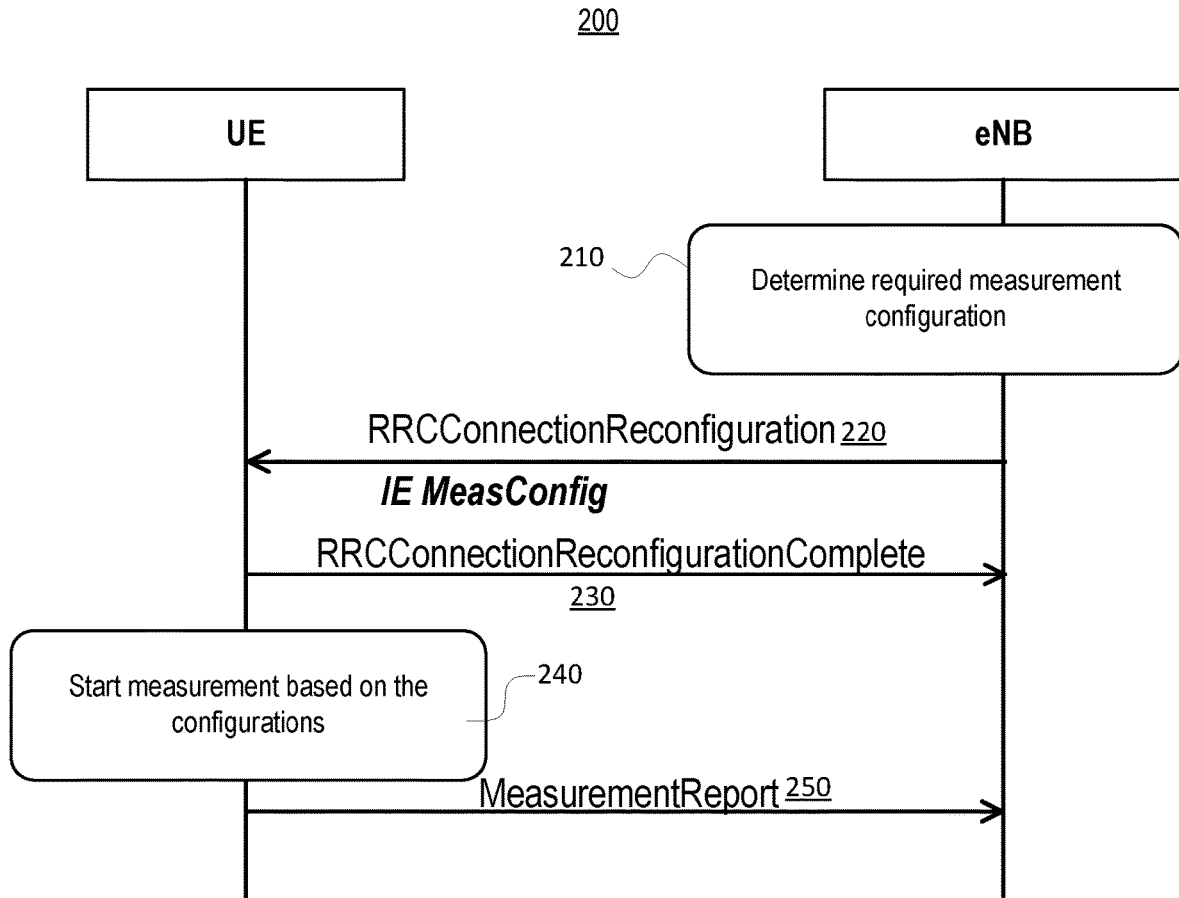 200
UE
eNB
210
Determine required measurement
configuration
RRCConnectionReconfiguration 220
IE MeasConfig
RRCConnectionReconfigurationComplete
230
Start measurement based on the
configurations
240
MeasurementReport 250